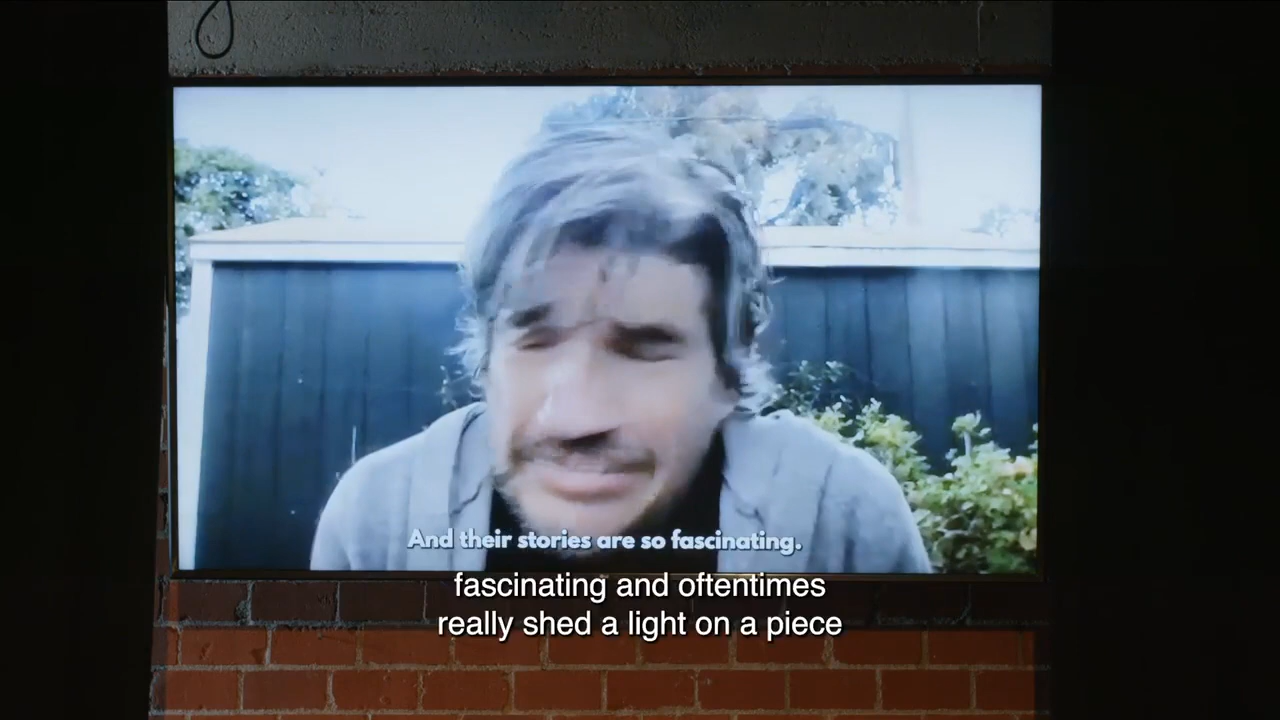 And their stories are so fascinating.
fascinating and oftentimes
really shed a light on a piece